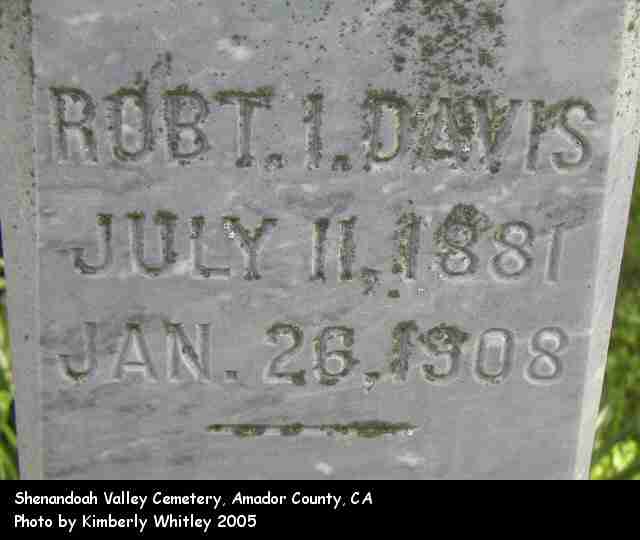 ROBT. I. DAVIS
JULY 11, 1881
JAN. 26, 1908
Shenandoah Valley Cemetery, Amador County, CA
Photo by Kimberly Whitley 2005